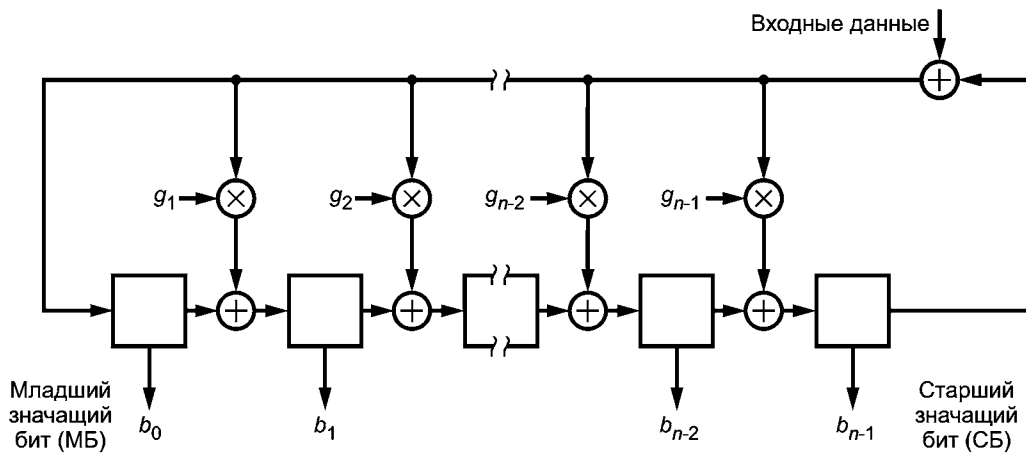 Входные данные
g1
g2
gn-2
gn-1
Младший
значащий
бит (МБ)
b0
b1
bn-2
bn-1
Старший
значащий
бит (СБ)